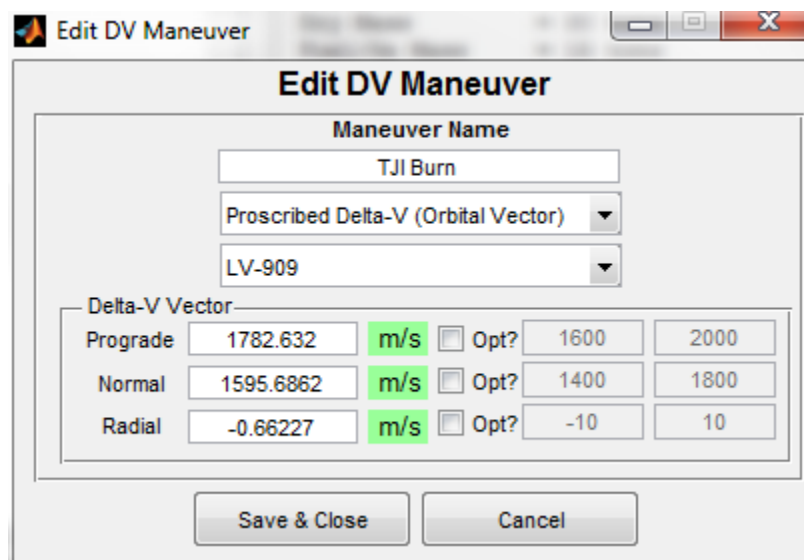 Edit DV Maneuver
Edit DV Maneuver
Maneuver Name
TJI Burn
Proscribed Delta-V (Orbital Vector)
LV-909
Delta-V Vector
Prograde 1782.632 m/s Opt? 1600 2000
Normal 1595.6862 m/s Opt? 1400 1800
Radial -0.66227 m/s Opt? -10 10
Save & Close Cancel